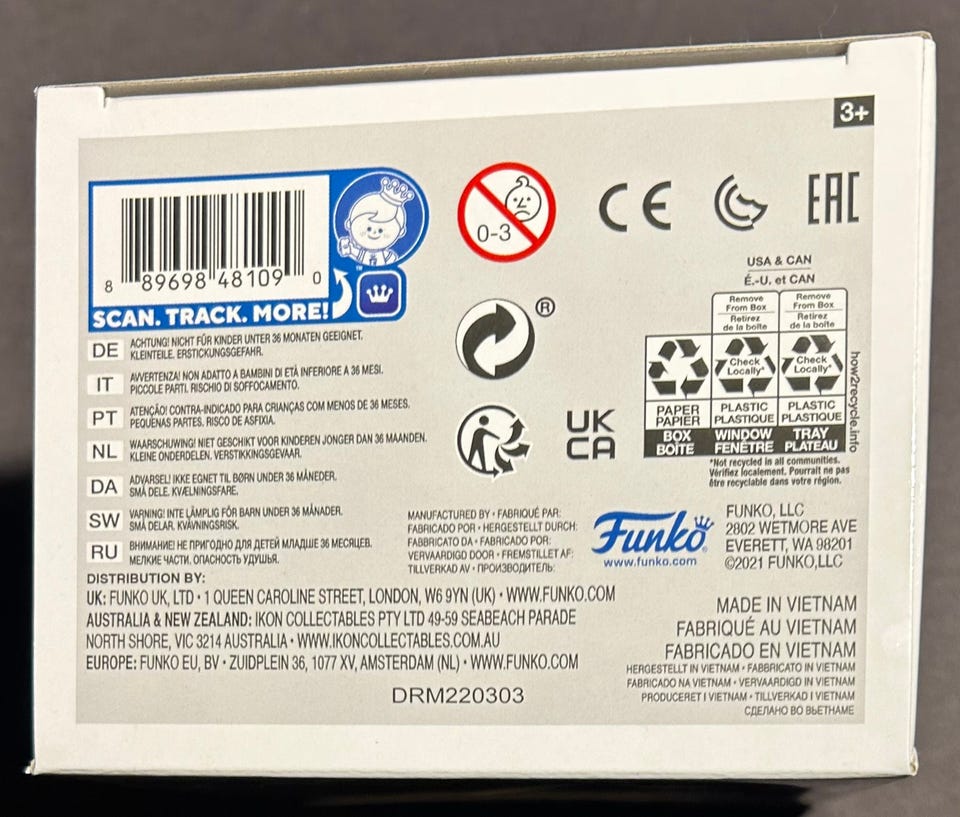 3+
8 89698 48109 0
SCAN. TRACK. MORE!
™
0-3
CE
EAC
®
UK
CA
USA & CAN
É.-U. et CAN
Remove
From Box
Retirez
de la boîte
Remove
From Box
Retirez
de la boîte
Check
Locally*
Check
Locally*
PAPER
PAPIER
PLASTIC
PLASTIQUE
PLASTIC
PLASTIQUE
BOX
BOÎTE
WINDOW
FENÊTRE
TRAY
PLATEAU
how2recycle.info
*Not recycled in all communities.
Vérifiez localement. Pourrait ne pas
être recyclable dans votre région.
DE ACHTUNG! NICHT FÜR KINDER UNTER 36 MONATEN GEEIGNET.
KLEINTEILE. ERSTICKUNGSGEFAHR.
IT AVVERTENZA! NON ADATTO A BAMBINI DI ETÀ INFERIORE A 36 MESI.
PICCOLE PARTI. RISCHIO DI SOFFOCAMENTO.
PT ATENÇÃO! CONTRA-INDICADO PARA CRIANÇAS COM MENOS DE 36 MESES.
PEQUENAS PARTES. RISCO DE ASFIXIA.
NL WAARSCHUWING! NIET GESCHIKT VOOR KINDEREN JONGER DAN 36 MAANDEN.
KLEINE ONDERDELEN. VERSTIKKINGSGEVAAR.
DA ADVARSEL! IKKE EGNET TIL BØRN UNDER 36 MÅNEDER.
SMÅ DELE. KVÆLNINGSFARE.
SW VARNING! INTE LÄMPLIG FÖR BARN UNDER 36 MÅNADER.
SMÅ DELAR. KVÄVNINGSRISK.
RU ВНИМАНИЕ! НЕ ПРИГОДНО ДЛЯ ДЕТЕЙ МЛАДШЕ 36 МЕСЯЦЕВ.
МЕЛКИЕ ЧАСТИ. ОПАСНОСТЬ УДУШЬЯ.
MANUFACTURED BY • FABRIQUÉ PAR:
FABRICADO POR • HERGESTELLT DURCH:
FABBRICATO DA • FABRICADO POR:
VERVAARDIGD DOOR • FREMSTILLET AF:
TILLVERKAD AV • ПРОИЗВОДИТЕЛЬ:
Funko®
www.funko.com
FUNKO, LLC
2802 WETMORE AVE
EVERETT, WA 98201
©2021 FUNKO,LLC
DISTRIBUTION BY:
UK: FUNKO UK, LTD • 1 QUEEN CAROLINE STREET, LONDON, W6 9YN (UK) • WWW.FUNKO.COM
AUSTRALIA & NEW ZEALAND: IKON COLLECTABLES PTY LTD 49-59 SEABEACH PARADE
NORTH SHORE, VIC 3214 AUSTRALIA • WWW.IKONCOLLECTABLES.COM.AU
EUROPE: FUNKO EU, BV • ZUIDPLEIN 36, 1077 XV, AMSTERDAM (NL) • WWW.FUNKO.COM
DRM220303
MADE IN VIETNAM
FABRIQUÉ AU VIETNAM
FABRICADO EN VIETNAM
HERGESTELLT IN VIETNAM • FABBRICATO IN VIETNAM
FABRICADO NA VIETNAM • VERVAARDIGD IN VIETNAM
PRODUCERET I VIETNAM • TILLVERKAD I VIETNAM
СДЕЛАНО ВО ВЬЕТНАМЕ